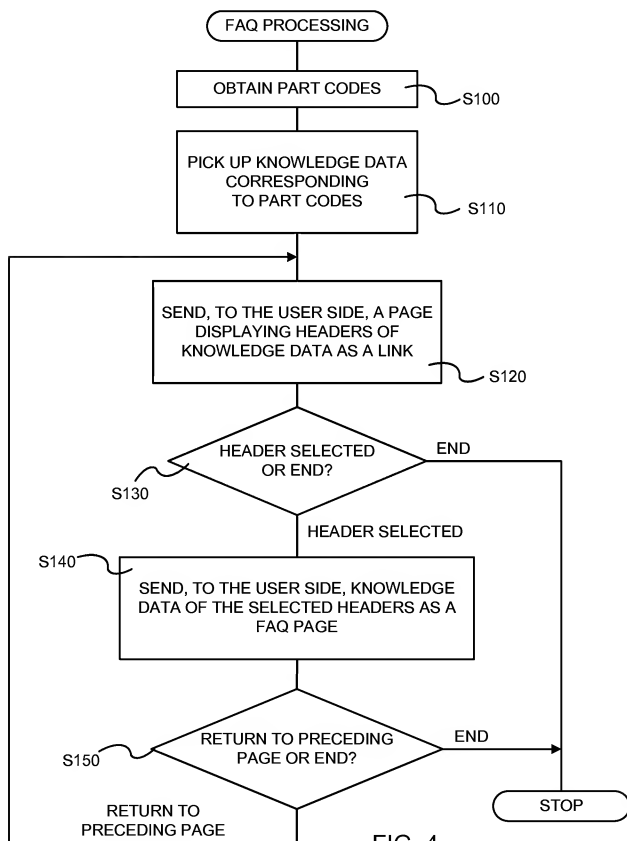 FAQ PROCESSING
OBTAIN PART CODES
S100
PICK UP KNOWLEDGE DATA
CORRESPONDING
TO PART CODES
S110
SEND, TO THE USER SIDE, A PAGE
DISPLAYING HEADERS OF
KNOWLEDGE DATA AS A LINK
S120
HEADER SELECTED
OR END?
END
S130
HEADER SELECTED
S140
SEND, TO THE USER SIDE, KNOWLEDGE
DATA OF THE SELECTED HEADERS AS A
FAQ PAGE
RETURN TO PRECEDING
PAGE OR END?
END
S150
STOP
RETURN TO
PRECEDING PAGE
FIG. 4